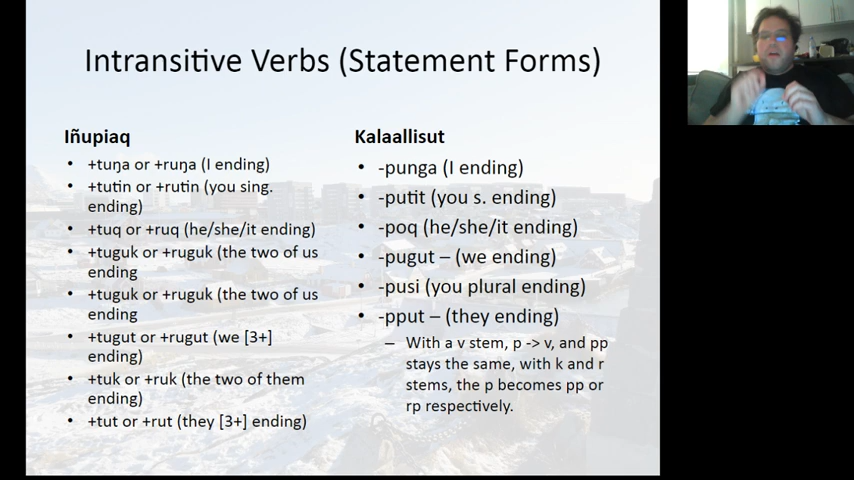 Intransitive Verbs (Statement Forms)
Iñupiaq
• +tuŋa or +ruŋa (I ending)
• +tutin or +rutin (you sing.
ending)
• +tuq or +ruq (he/she/it ending)
• +tuguk or +ruguk (the two of us
ending
• +tuguk or +ruguk (the two of us
ending
• +tugut or +rugut (we [3+]
ending)
• +tuk or +ruk (the two of them
ending)
• +tut or +rut (they [3+] ending)
Kalaallisut
• -punga (I ending)
• -putit (you s. ending)
• -poq (he/she/it ending)
• -pugut – (we ending)
• -pusi (you plural ending)
• -pput – (they ending)
– With a v stem, p -> v, and pp
stays the same, with k and r
stems, the p becomes pp or
rp respectively.